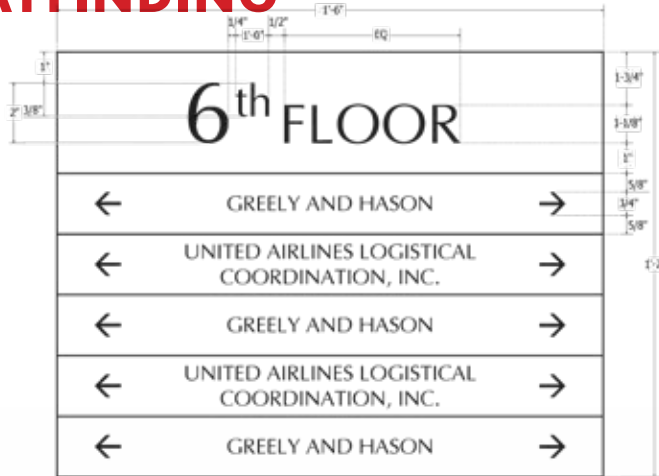 1'-6"
1/4" 1/2"
1'-0" EQ
1" 1-3/4"
6th FLOOR
2" 3/8" 1-1/8"
1"
5/8"
← GREELY AND HASON → 3/4"
5/8"
UNITED AIRLINES LOGISTICAL
← COORDINATION, INC. →
← GREELY AND HASON →
UNITED AIRLINES LOGISTICAL
← COORDINATION, INC. →
← GREELY AND HASON →